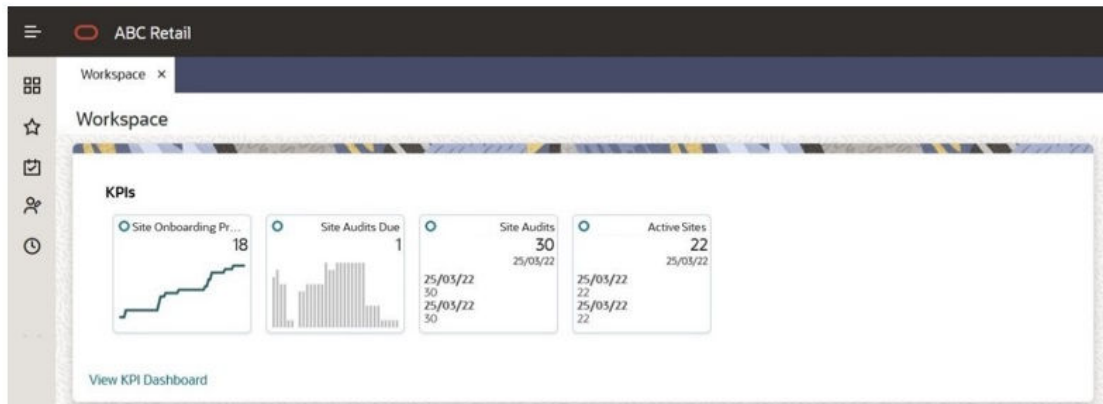 ABC Retail
Workspace ×
Workspace
KPIs
Site Onboarding Pr...
18
Site Audits Due
1
Site Audits
30
25/03/22
25/03/22
30
25/03/22
30
Active Sites
22
25/03/22
25/03/22
22
25/03/22
22
View KPI Dashboard